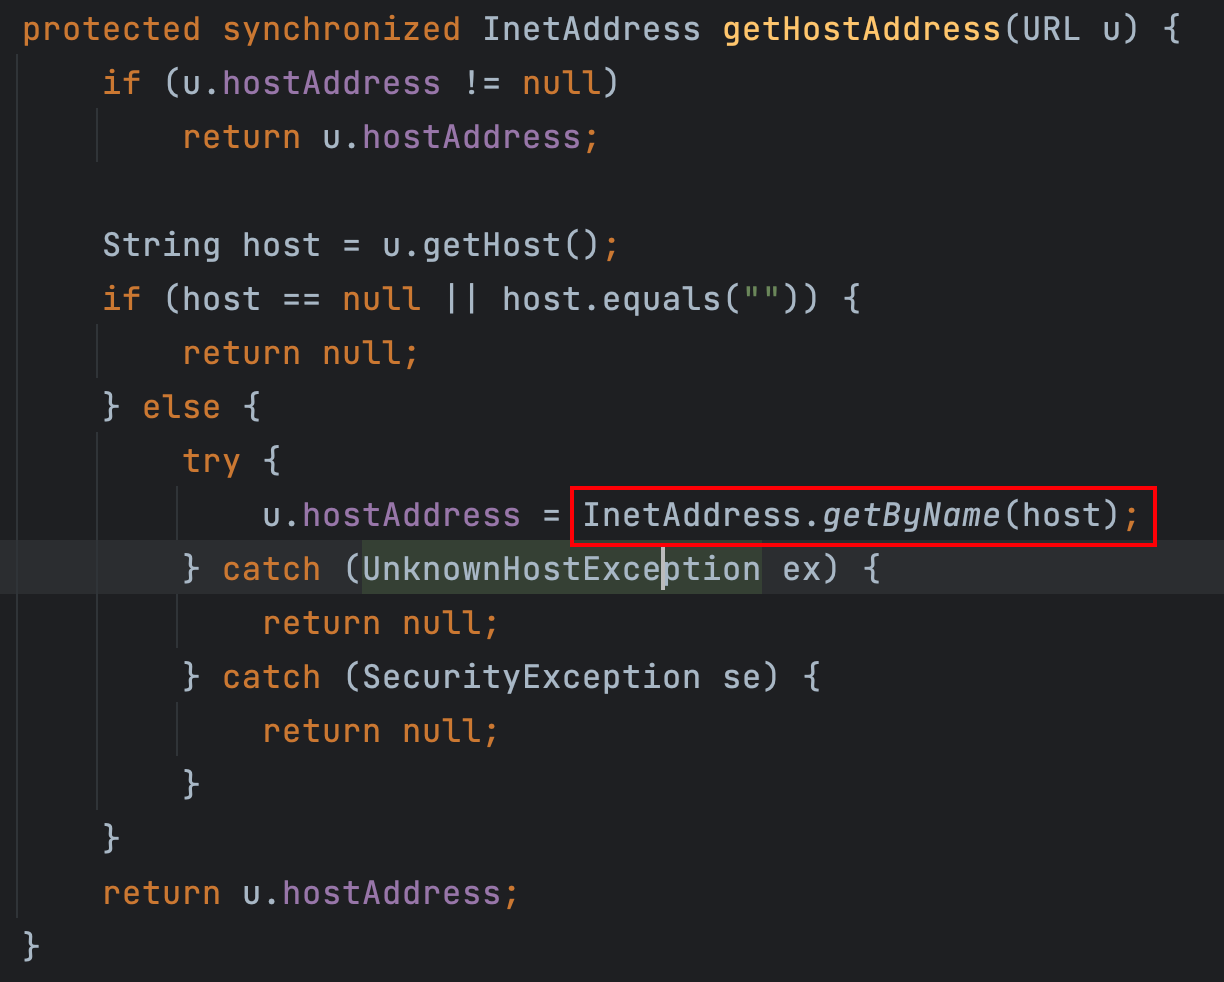 protected synchronized InetAddress getHostAddress(URL u) {
    if (u.hostAddress != null)
        return u.hostAddress;

    String host = u.getHost();
    if (host == null || host.equals("")) {
        return null;
    } else {
        try {
            u.hostAddress = InetAddress.getByName(host);
        } catch (UnknownHostException ex) {
            return null;
        } catch (SecurityException se) {
            return null;
        }
    }
    return u.hostAddress;
}